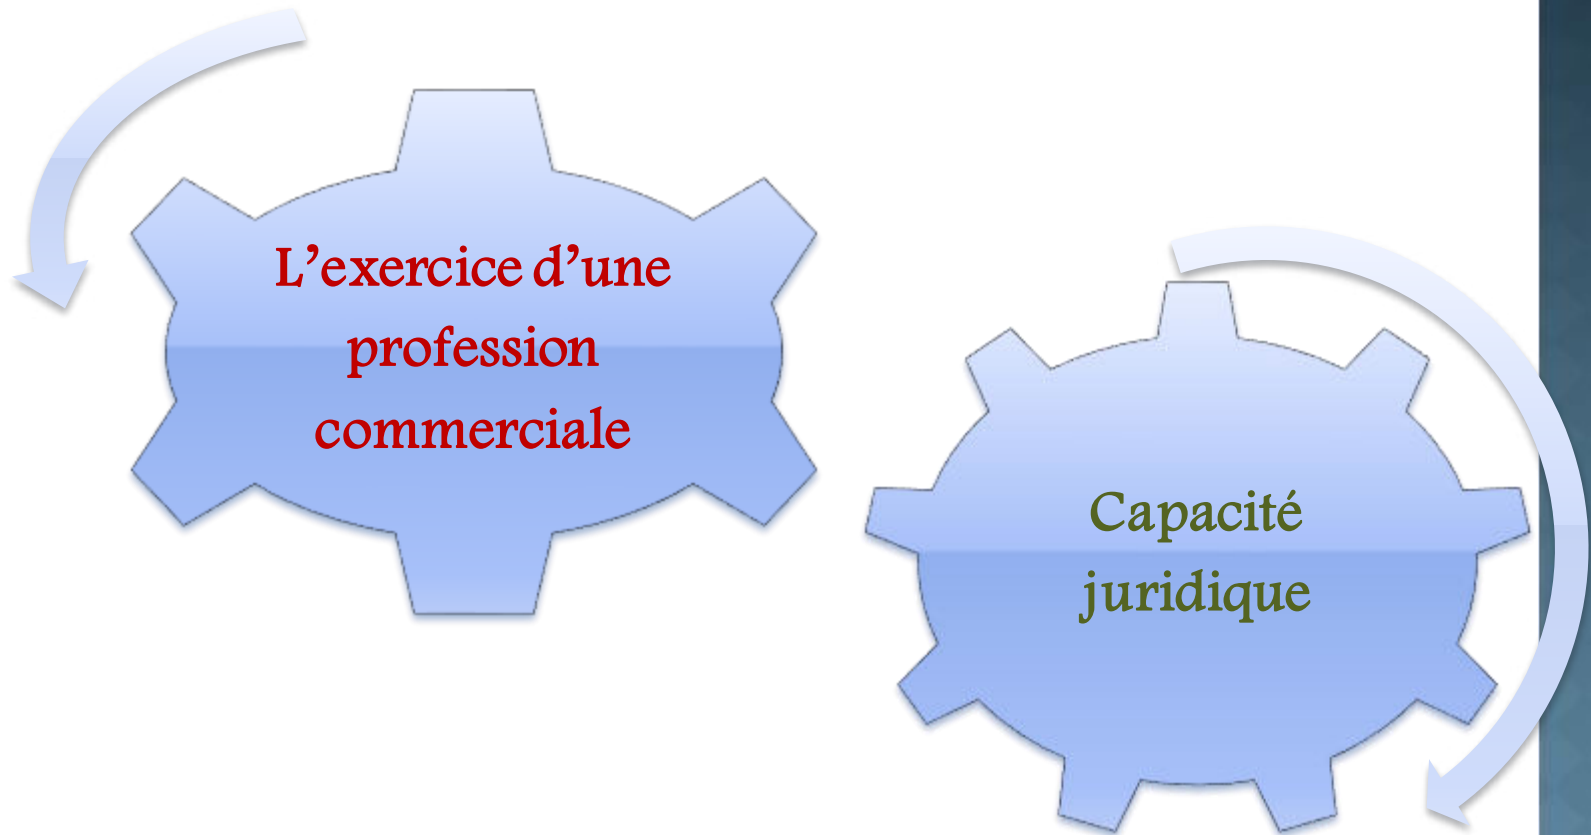 L’exercice d’une
profession
commerciale
Capacité
juridique